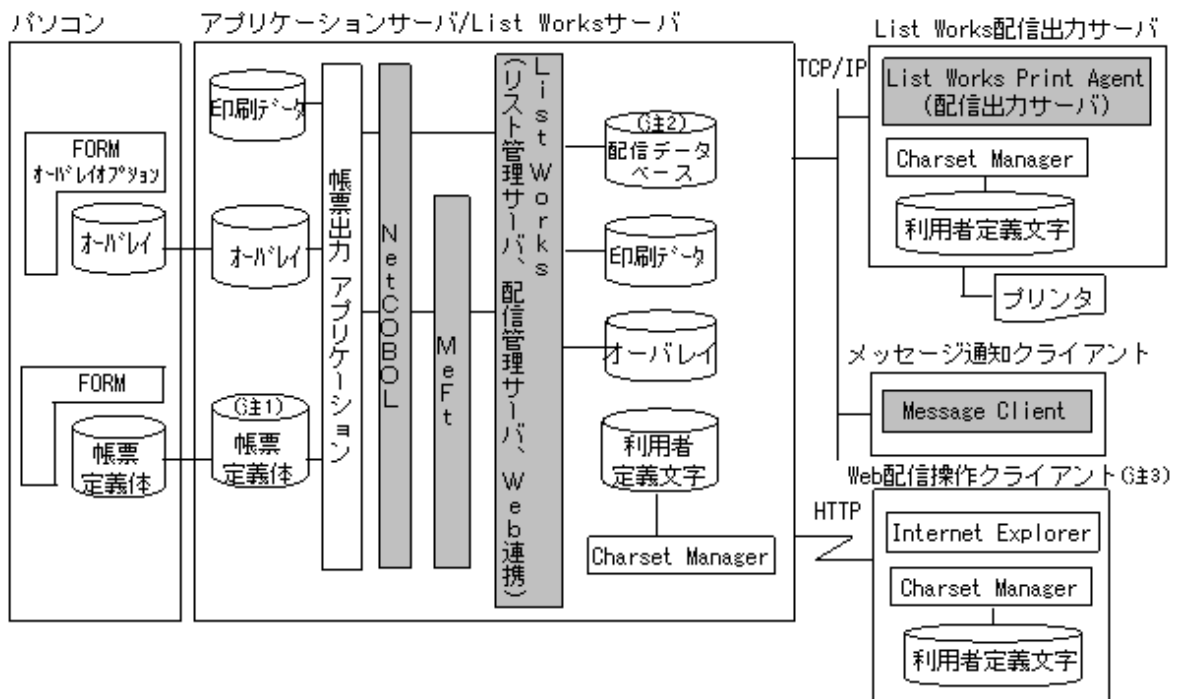 パソコン
FORM
オーバレイオプション
オーバレイ
FORM
帳票
定義体
アプリケーションサーバ/List Worksサーバ
印刷データ
オーバレイ
(注1)
帳票
定義体
帳票出力 アプリケーション
NetCOBOL
MeFt
List Works
(リスト管理サーバ、配信管理サーバ、Web連携)
(注2)
配信データ
ベース
印刷データ
オーバレイ
利用者
定義文字
Charset Manager
TCP/IP
HTTP
List Works配信出力サーバ
List Works Print Agent
(配信出力サーバ)
Charset Manager
利用者定義文字
プリンタ
メッセージ通知クライアント
Message Client
Web配信操作クライアント(注3)
Internet Explorer
Charset Manager
利用者定義文字